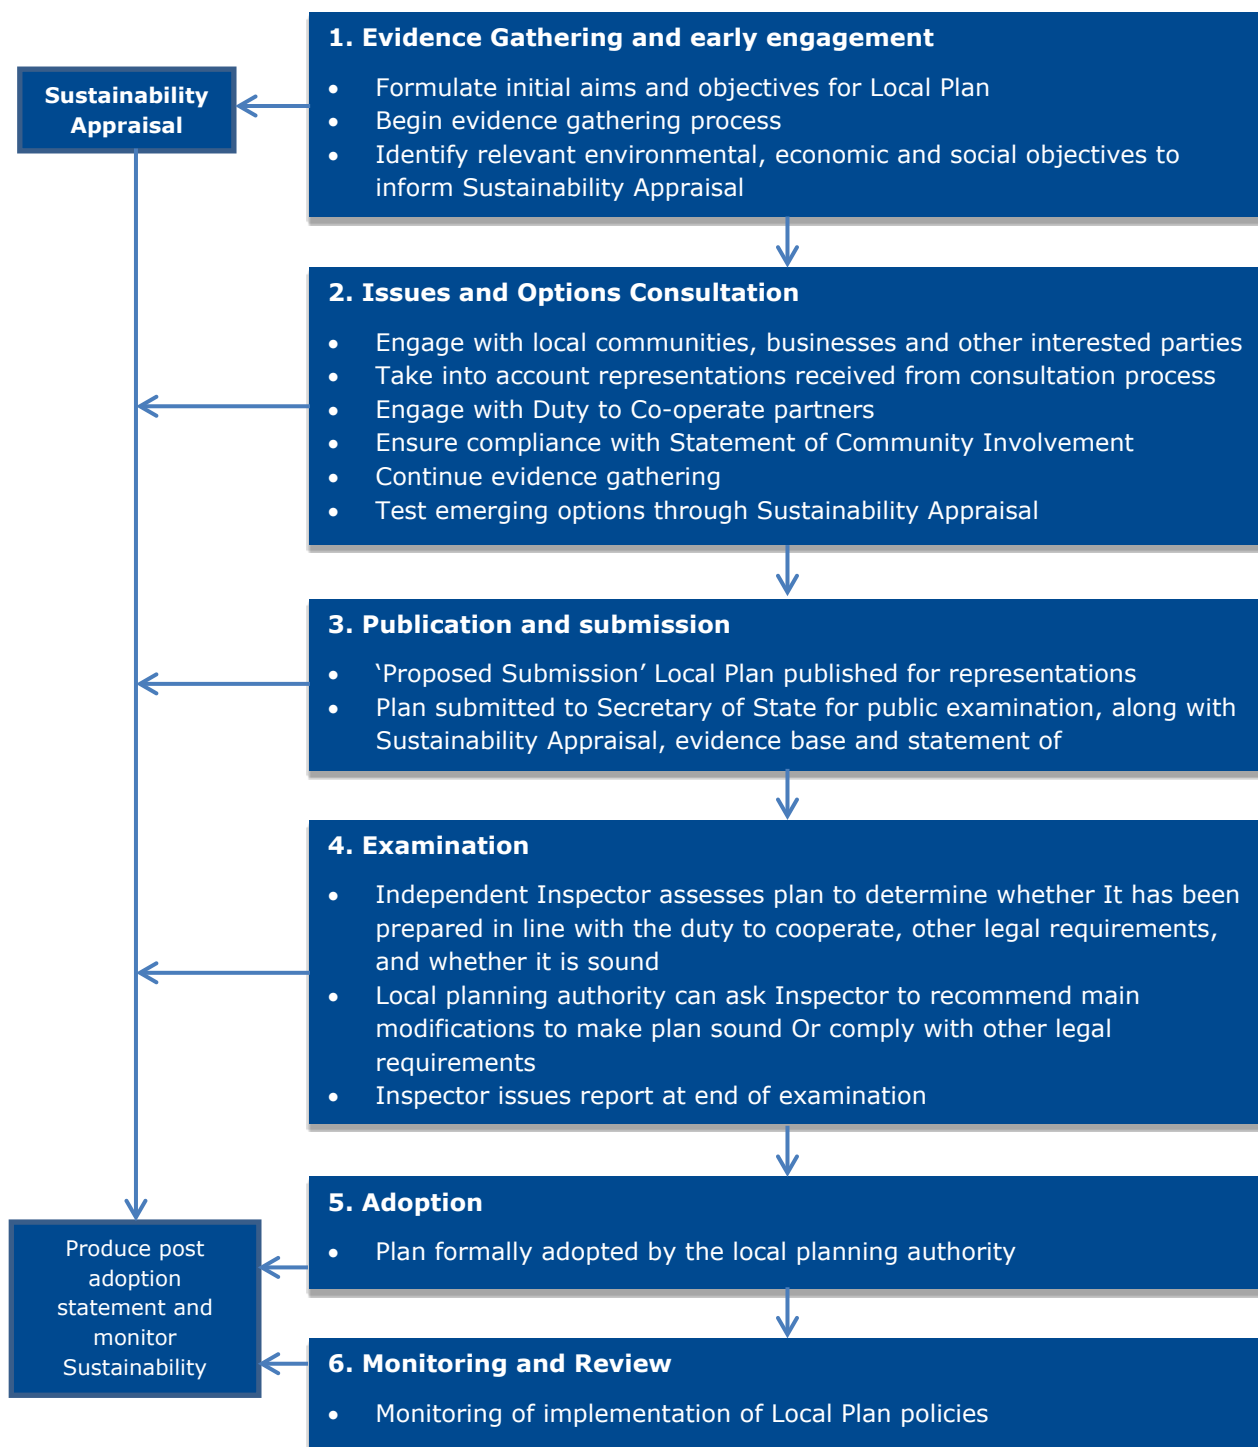 1. Evidence Gathering and early engagement
• Formulate initial aims and objectives for Local Plan
• Begin evidence gathering process
• Identify relevant environmental, economic and social objectives to
inform Sustainability Appraisal
Sustainability
Appraisal
2. Issues and Options Consultation
• Engage with local communities, businesses and other interested parties
• Take into account representations received from consultation process
• Engage with Duty to Co-operate partners
• Ensure compliance with Statement of Community Involvement
• Continue evidence gathering
• Test emerging options through Sustainability Appraisal
3. Publication and submission
• ‘Proposed Submission’ Local Plan published for representations
• Plan submitted to Secretary of State for public examination, along with
Sustainability Appraisal, evidence base and statement of
4. Examination
• Independent Inspector assesses plan to determine whether It has been
prepared in line with the duty to cooperate, other legal requirements,
and whether it is sound
• Local planning authority can ask Inspector to recommend main
modifications to make plan sound Or comply with other legal
requirements
• Inspector issues report at end of examination
5. Adoption
• Plan formally adopted by the local planning authority
Produce post
adoption
statement and
monitor
Sustainability
6. Monitoring and Review
• Monitoring of implementation of Local Plan policies